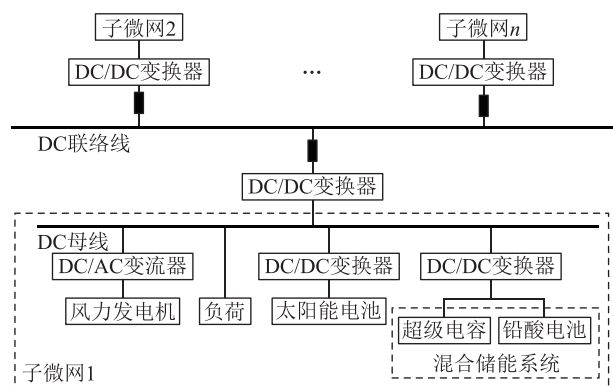 子微网2
子微网n
DC/DC变换器
...
DC/DC变换器
DC联络线
DC/DC变换器
DC母线
DC/AC变流器
DC/DC变换器
DC/DC变换器
风力发电机
负荷
太阳能电池
超级电容
铅酸电池
混合储能系统
子微网1